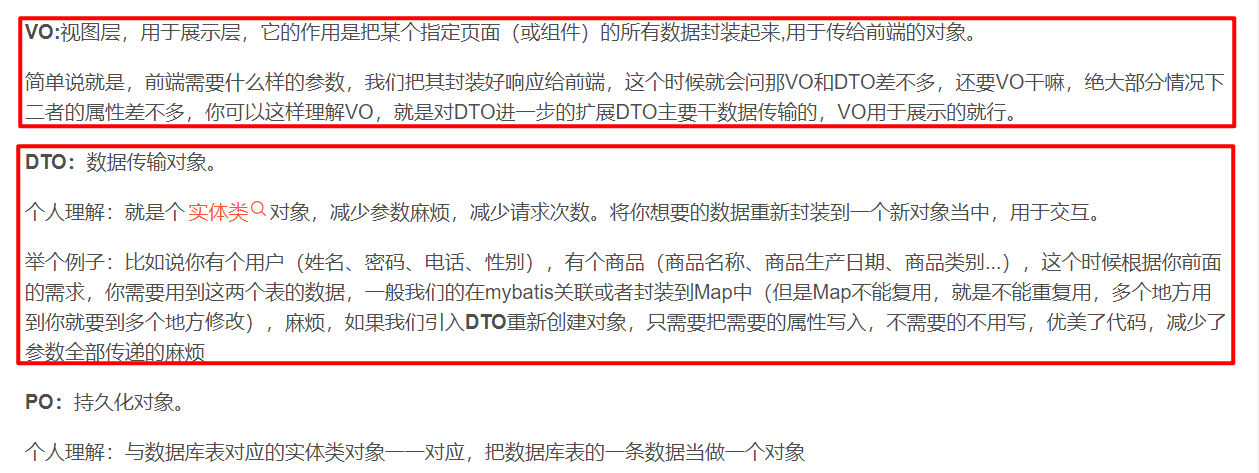 VO:视图层，用于展示层，它的作用是把某个指定页面（或组件）的所有数据封装起来,用于传给前端的对象。
简单说就是，前端需要什么样的参数，我们把其封装好响应给前端，这个时候就会问那VO和DTO差不多，还要VO干嘛，绝大部分情况下
二者的属性差不多，你可以这样理解VO，就是对DTO进一步的扩展DTO主要干数据传输的，VO用于展示的就行。
DTO：数据传输对象。
个人理解：就是个 实体类 对象，减少参数麻烦，减少请求次数。将你想要的数据重新封装到一个新对象当中，用于交互。
举个例子：比如说你有个用户（姓名、密码、电话、性别），有个商品（商品名称、商品生产日期、商品类别...），这个时候根据你前面
的需求，你需要用到这两个表的数据，一般我们的在mybatis关联或者封装到Map中（但是Map不能复用，就是不能重复用，多个地方用
到你就要到多个地方修改），麻烦，如果我们引入DTO重新创建对象，只需要把需要的属性写入，不需要的不用写，优美了代码，减少了
参数全部传递的麻烦
PO：持久化对象。
个人理解：与数据库表对应的实体类对象一一对应，把数据库表的一条数据当做一个对象